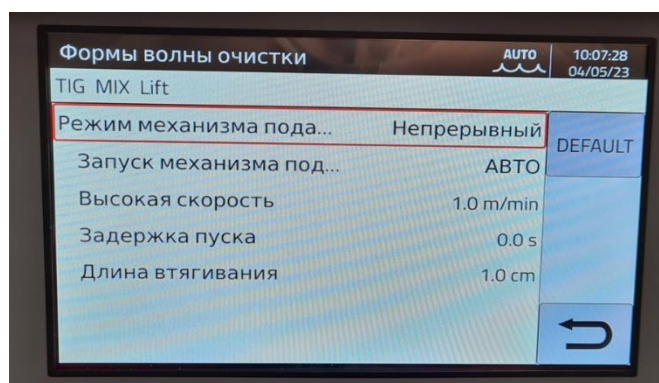 Формы волны очистки AUTO 10:07:28
04/05/23
TIG MIX Lift
Режим механизма пода... Непрерывный
DEFAULT
Запуск механизма под... АВТО
Высокая скорость 1.0 m/min
Задержка пуска 0.0 s
Длина втягивания 1.0 cm